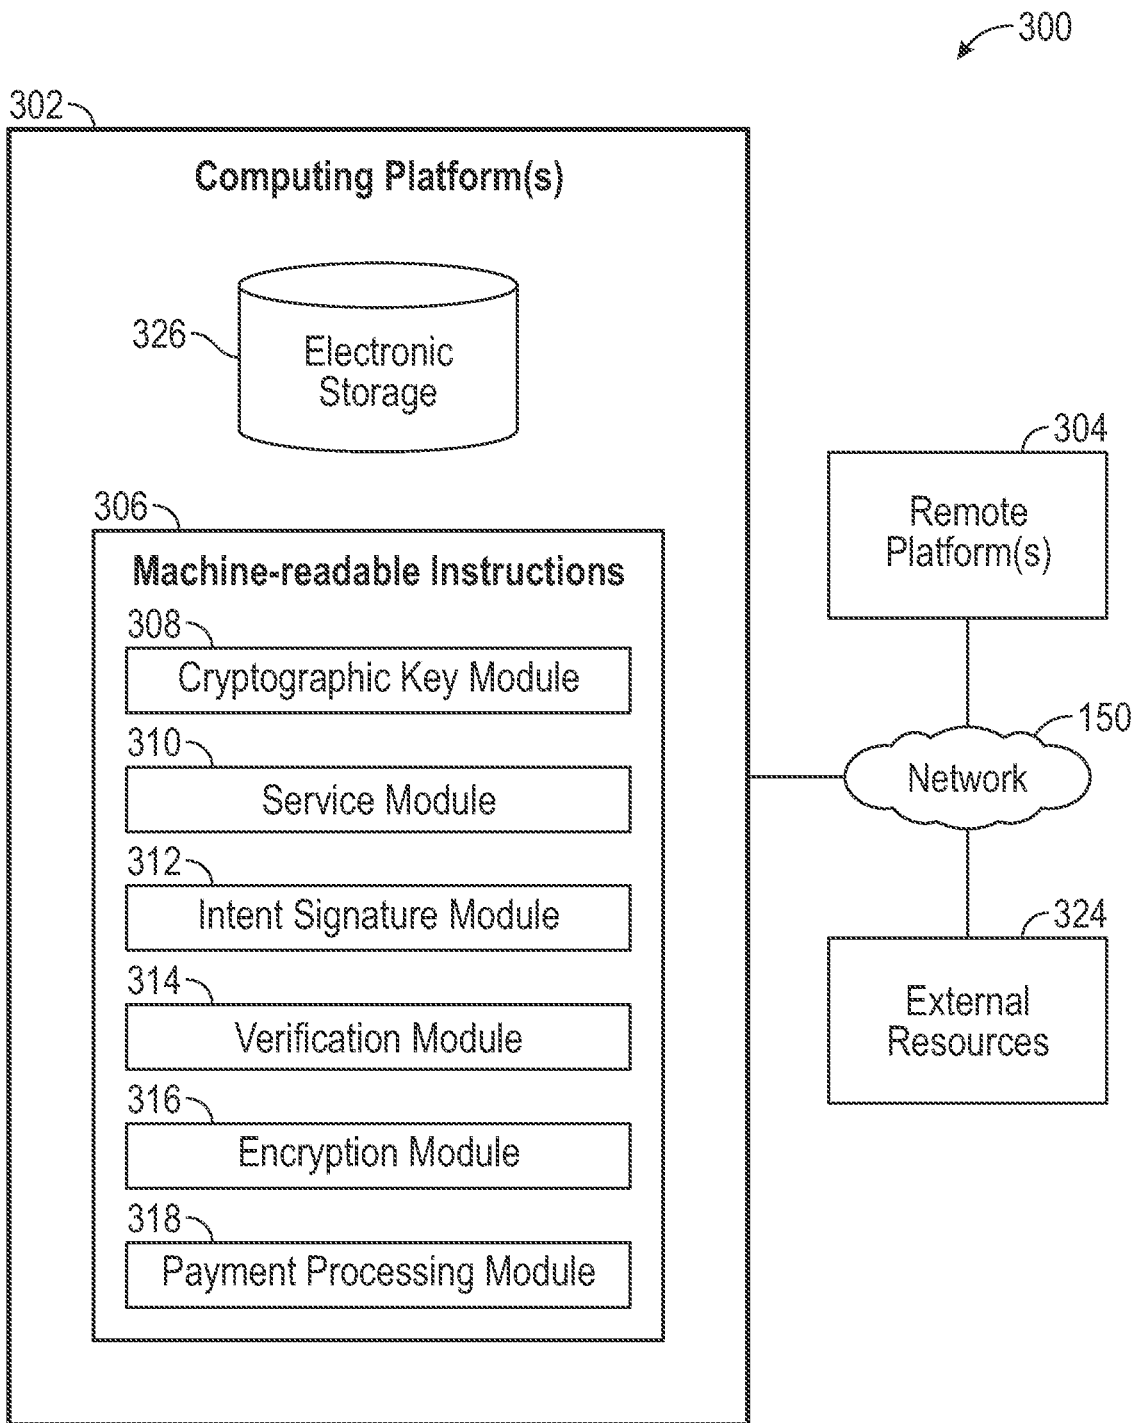 300
302
Computing Platform(s)
326
Electronic
Storage
306
Machine-readable Instructions
308
Cryptographic Key Module
310
Service Module
312
Intent Signature Module
314
Verification Module
316
Encryption Module
318
Payment Processing Module
304
Remote
Platform(s)
150
Network
324
External
Resources